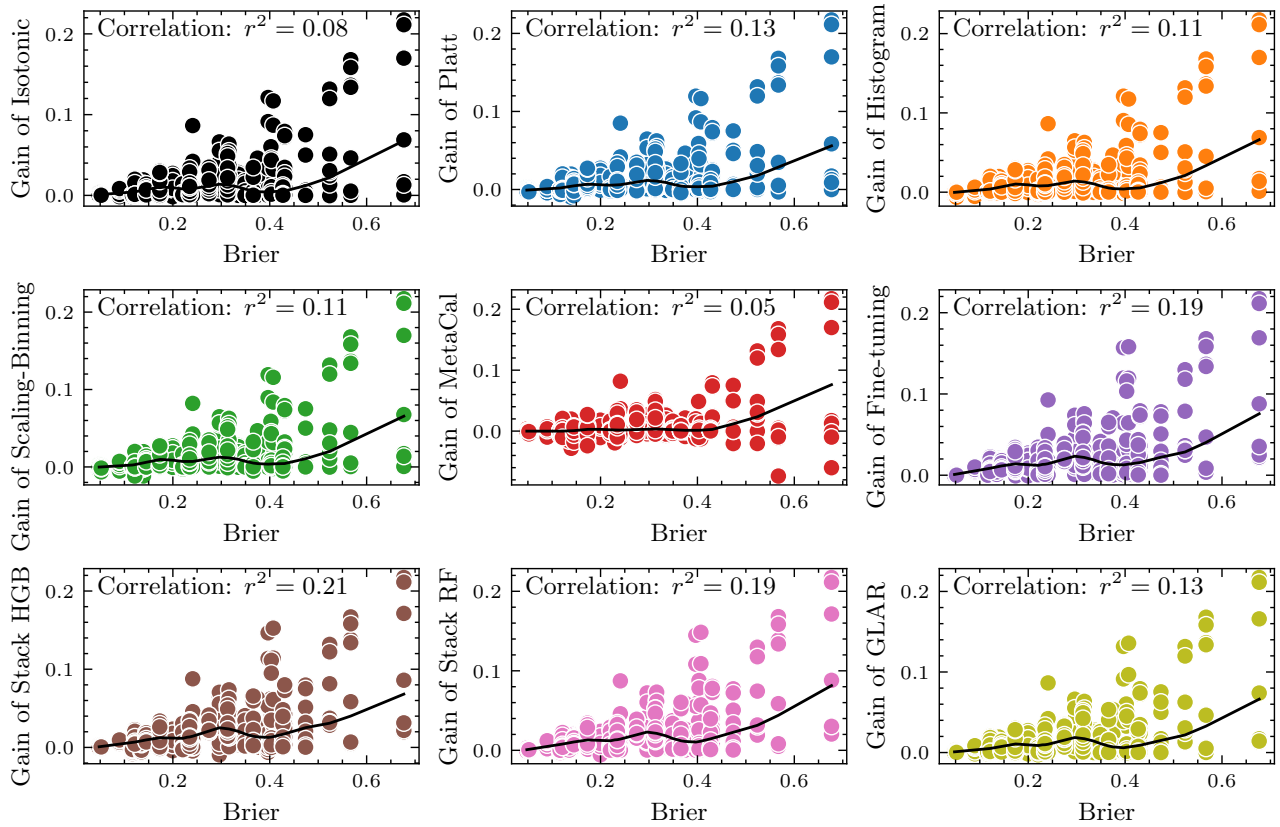 Gain of Isotonic
0.2
0.1
0.0
Correlation: r² = 0.08
0.2
0.4
0.6
Brier
Gain of Platt
0.2
0.1
0.0
Correlation: r² = 0.13
0.2
0.4
0.6
Brier
Gain of Histogram
0.2
0.1
0.0
Correlation: r² = 0.11
0.2
0.4
0.6
Brier
Gain of Scaling-Binning
0.2
0.1
0.0
Correlation: r² = 0.11
0.2
0.4
0.6
Brier
Gain of MetaCal
0.2
0.1
0.0
Correlation: r² = 0.05
0.2
0.4
0.6
Brier
Gain of Fine-tuning
0.2
0.1
0.0
Correlation: r² = 0.19
0.2
0.4
0.6
Brier
Gain of Stack HGB
0.2
0.1
0.0
Correlation: r² = 0.21
0.2
0.4
0.6
Brier
Gain of Stack RF
0.2
0.1
0.0
Correlation: r² = 0.19
0.2
0.4
0.6
Brier
Gain of GLAR
0.2
0.1
0.0
Correlation: r² = 0.13
0.2
0.4
0.6
Brier